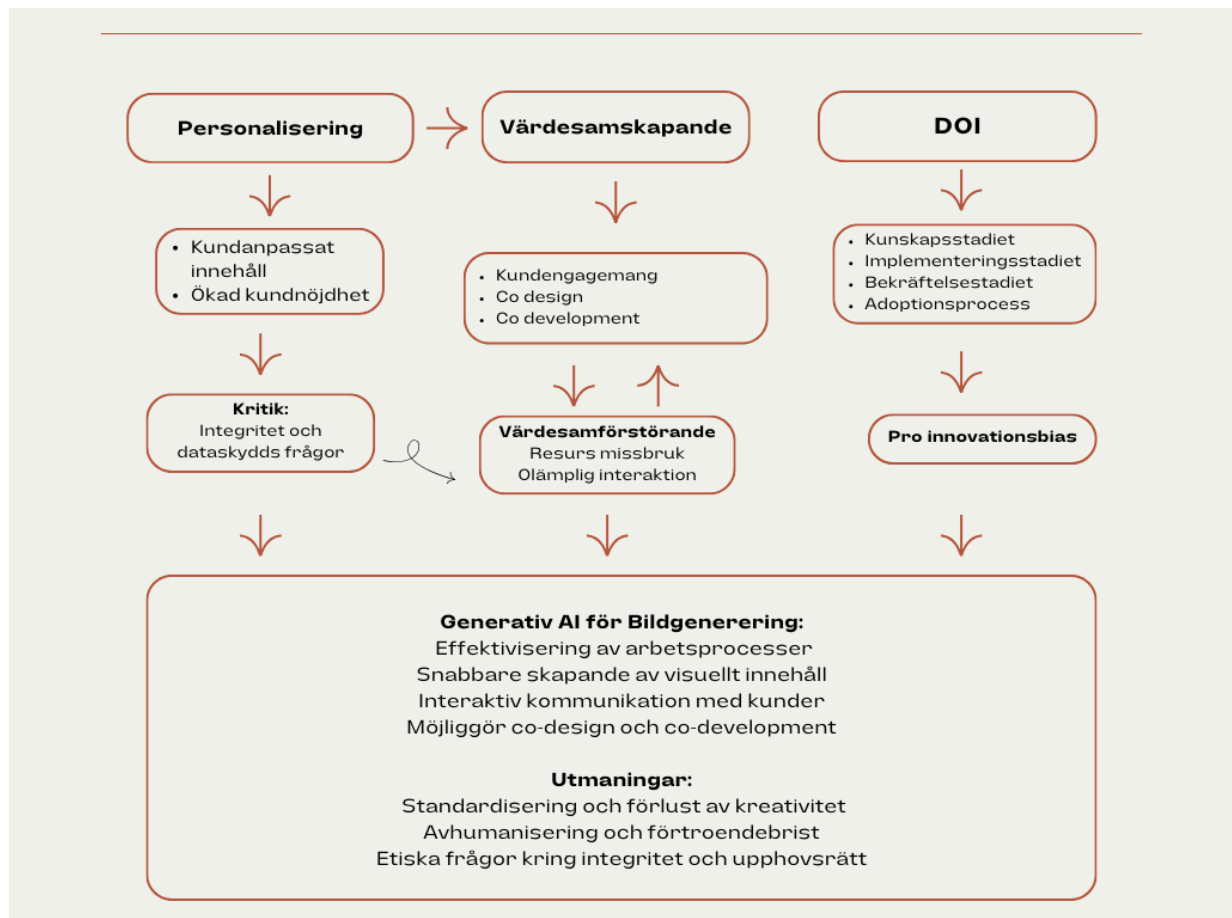 Personalisering
Värdesamskapande
DOI
• Kundanpassat
innehåll
• Ökad kundnöjdhet
• Kundengagemang
• Co design
• Co development
• Kunskapsstadiet
• Implementeringsstadiet
• Bekräftelsestadiet
• Adoptionsprocess
Kritik:
Integritet och
dataskydds frågor
Värdesamförstörande
Resurs missbruk
Olämplig interaktion
Pro innovationsbias
Generativ AI för Bildgenerering:
Effektivisering av arbetsprocesser
Snabbare skapande av visuellt innehåll
Interaktiv kommunikation med kunder
Möjliggör co-design och co-development
Utmaningar:
Standardisering och förlust av kreativitet
Avhumanisering och förtroendebrist
Etiska frågor kring integritet och upphovsrätt